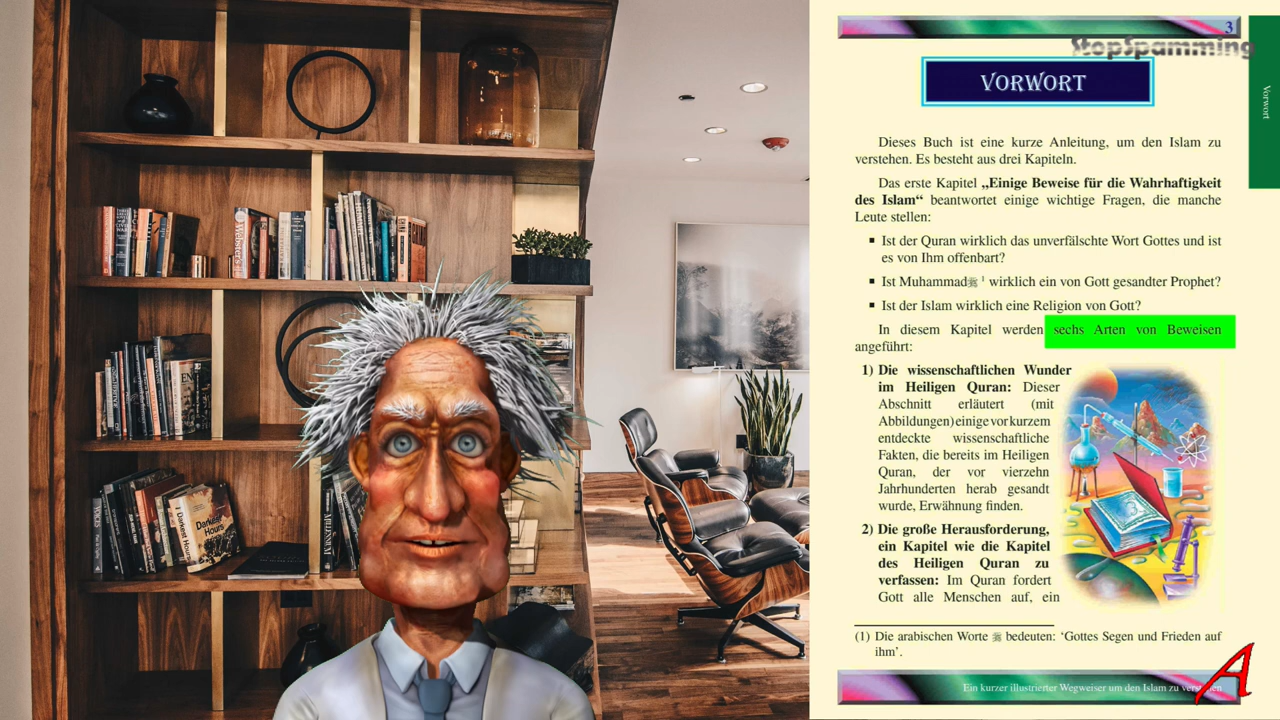 3
StopSpamming
Vorwort
VORWORT
Dieses Buch ist eine kurze Anleitung, um den Islam zu
verstehen. Es besteht aus drei Kapiteln.
Das erste Kapitel „Einige Beweise für die Wahrhaftigkeit
des Islam“ beantwortet einige wichtige Fragen, die manche
Leute stellen:
▪ Ist der Quran wirklich das unverfälschte Wort Gottes und ist
es von Ihm offenbart?
▪ Ist Muhammadﷺ 1 wirklich ein von Gott gesandter Prophet?
▪ Ist der Islam wirklich eine Religion von Gott?
In diesem Kapitel werden sechs Arten von Beweisen
angeführt:
1) Die wissenschaftlichen Wunder
im Heiligen Quran: Dieser
Abschnitt erläutert (mit
Abbildungen) einige vor kurzem
entdeckte wissenschaftliche
Fakten, die bereits im Heiligen
Quran, der vor vierzehn
Jahrhunderten herab gesandt
wurde, Erwähnung finden.
2) Die große Herausforderung,
ein Kapitel wie die Kapitel
des Heiligen Quran zu
verfassen: Im Quran fordert
Gott alle Menschen auf, ein
(1) Die arabischen Worte ﷺ bedeuten: ‘Gottes Segen und Frieden auf
ihm’.
Ein kurzer illustrierter Wegweiser um den Islam zu
A
Darkest
Hours